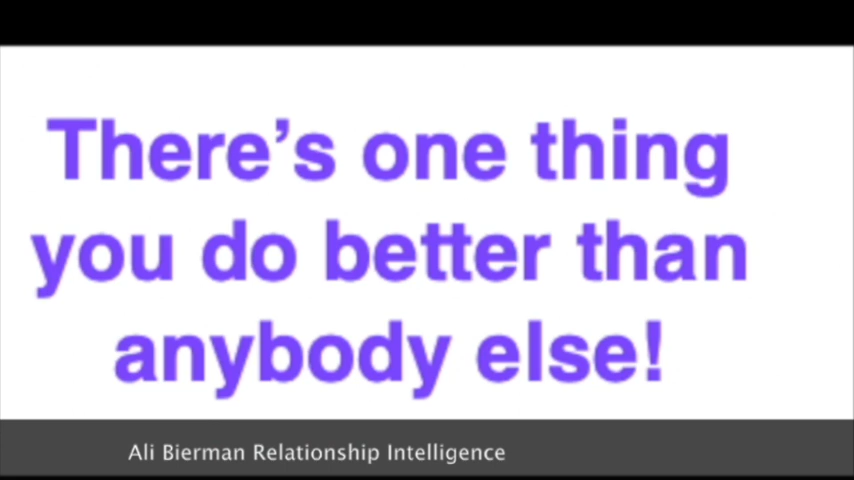 There’s one thing
you do better than
anybody else!
Ali Bierman Relationship Intelligence